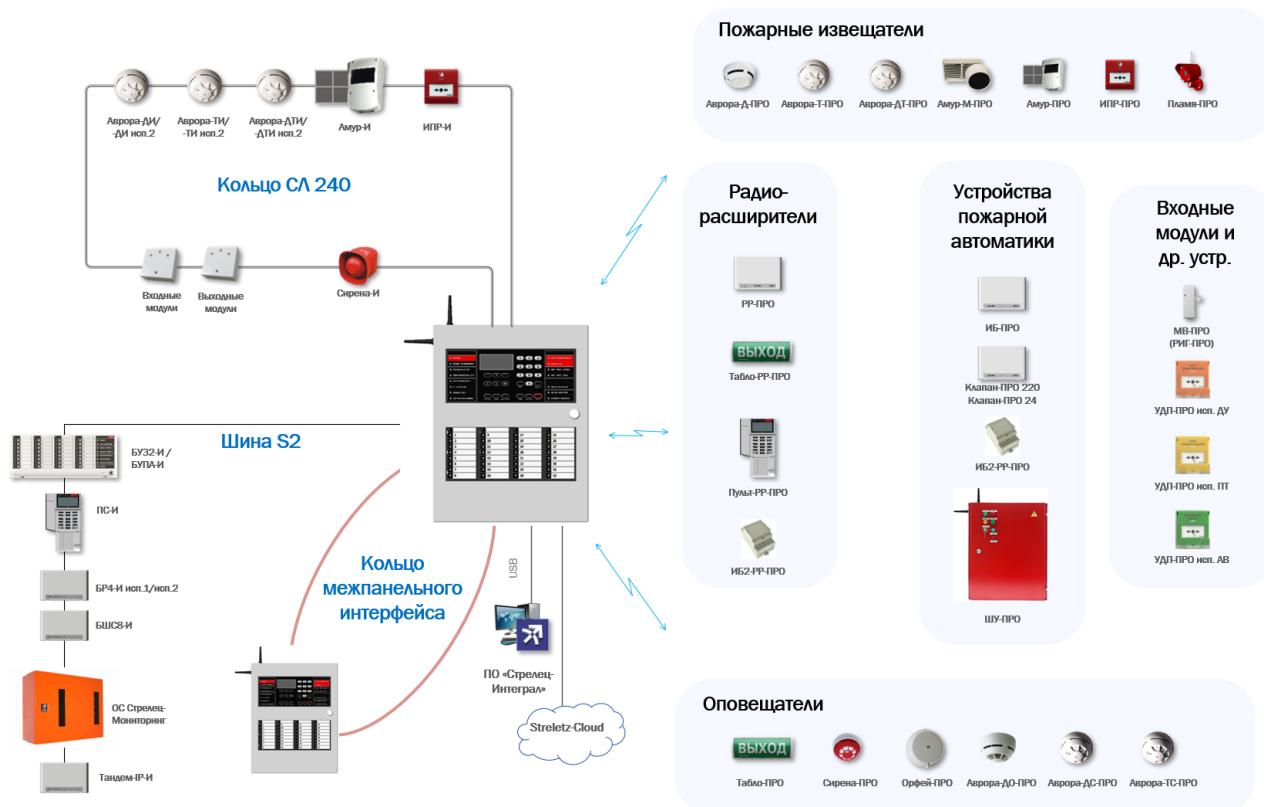 Пожарные извещатели
Аврора-Д-ПРО
Аврора-Т-ПРО
Аврора-ДТ-ПРО
Амур-М-ПРО
Амур-ПРО
ИПР-ПРО
Пламя-ПРО
Аврора-ДИ/
-ДИ исп.2
Аврора-ТИ/
-ТИ исп.2
Аврора-ДТИ/
-ДТИ исп.2
Амур-И
ИПР-И
Кольцо СЛ 240
Входные
модули
Выходные
модули
Сирена-И
Радио-
расширители
РР-ПРО
ВЫХОД
Табло-РР-ПРО
Пульт-РР-ПРО
ИБ2-РР-ПРО
Устройства
пожарной
автоматики
ИБ-ПРО
Клапан-ПРО 220
Клапан-ПРО 24
ИБ2-РР-ПРО
ШУ-ПРО
Входные
модули и
др. устр.
МВ-ПРО
(РИГ-ПРО)
УДП-ПРО исп. ДУ
УДП-ПРО исп. ПТ
УДП-ПРО исп. АВ
Шина S2
БУ32-И /
БУПА-И
ПС-И
БР4-И исп.1/исп.2
БШС8-И
ОС Стрелец-
Мониторинг
Тандем-IP-И
Кольцо
межпанельного
интерфейса
USB
ПО «Стрелец-
Интеграл»
Streletz-Cloud
Оповещатели
ВЫХОД
Табло-ПРО
Сирена-ПРО
Орфей-ПРО
Аврора-ДО-ПРО
Аврора-ДС-ПРО
Аврора-ТС-ПРО